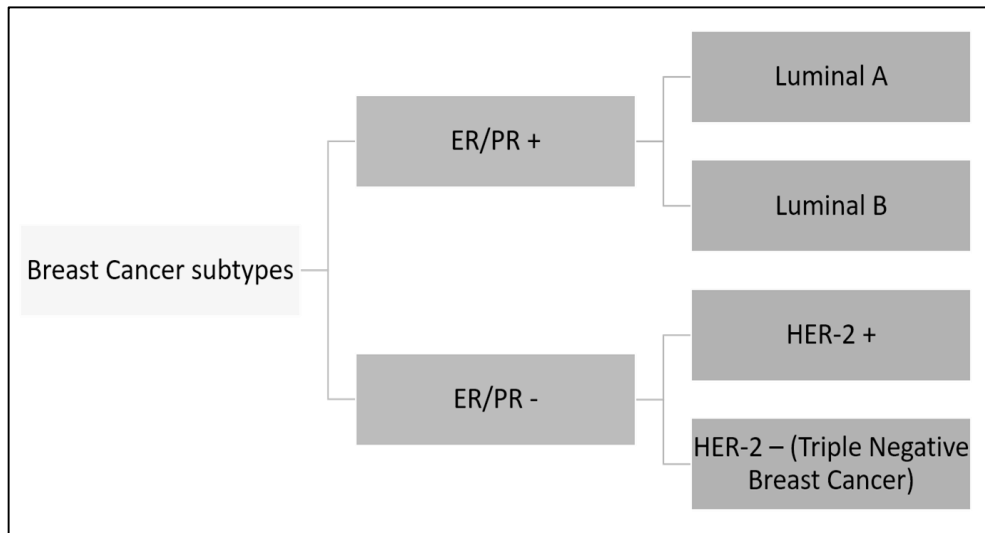 Breast Cancer subtypes
ER/PR +
Luminal A
Luminal B
ER/PR -
HER-2 +
HER-2 – (Triple Negative
Breast Cancer)